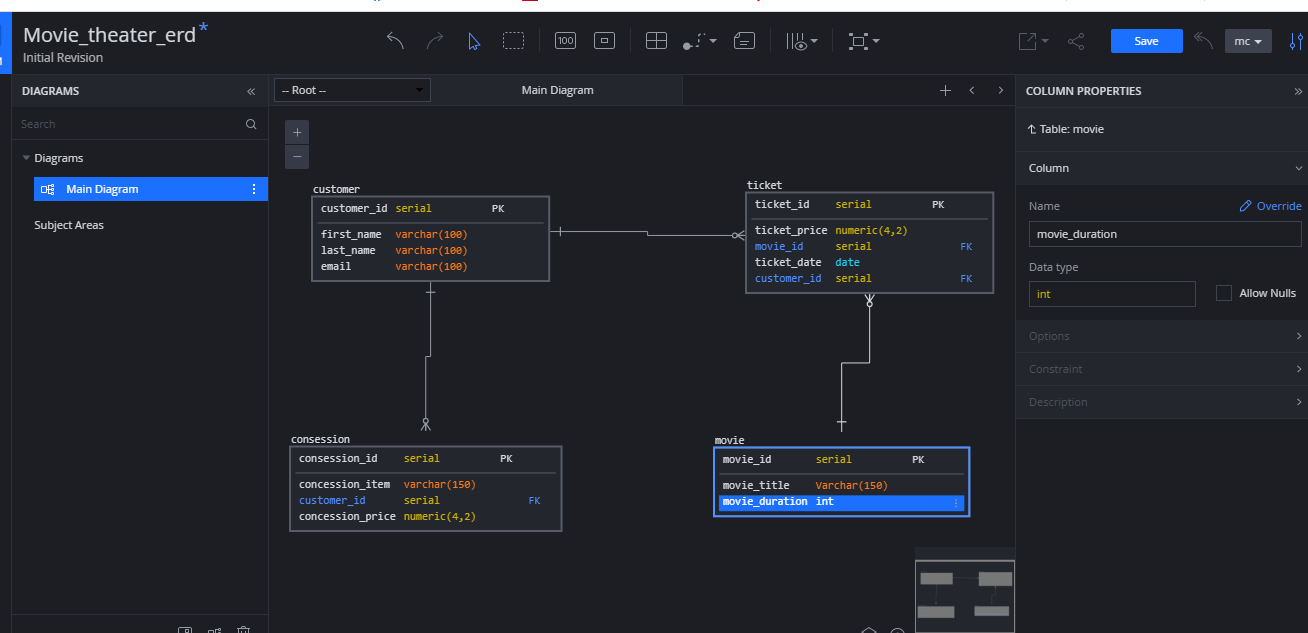 Movie_theater_erd*
Initial Revision
100
Save
mc
DIAGRAMS
Search
Diagrams
Main Diagram
Subject Areas
-- Root --
Main Diagram
customer
customer_id serial PK
first_name varchar(100)
last_name varchar(100)
email varchar(100)
ticket
ticket_id serial PK
ticket_price numeric(4,2)
movie_id serial FK
ticket_date date
customer_id serial FK
consession
consession_id serial PK
concession_item varchar(150)
customer_id serial FK
concession_price numeric(4,2)
movie
movie_id serial PK
movie_title Varchar(150)
movie_duration int
COLUMN PROPERTIES
Table: movie
Column
Name Override
movie_duration
Data type
int Allow Nulls
Options
Constraint
Description